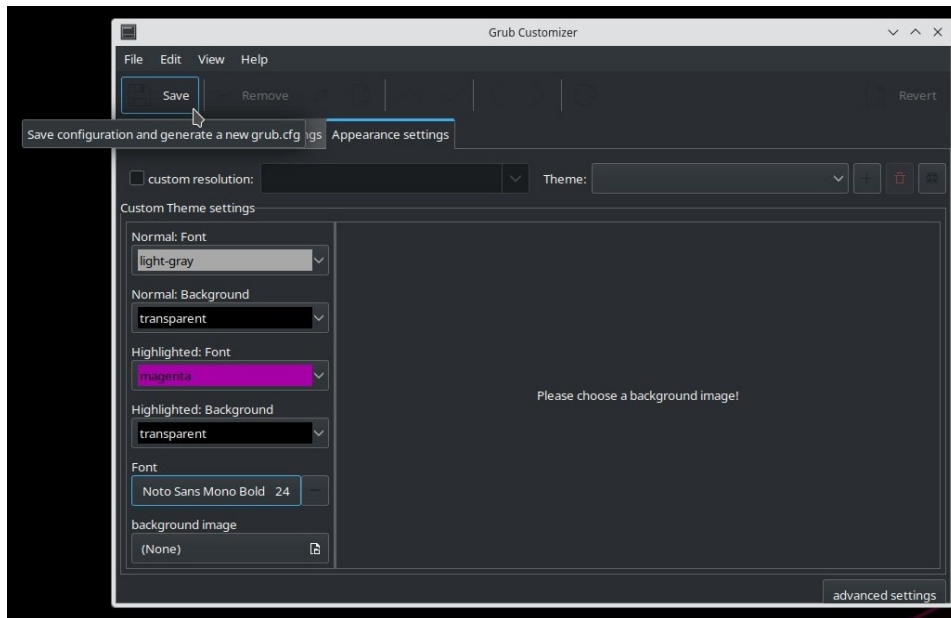 Grub Customizer
File Edit View Help
Save Remove Revert
Save configuration and generate a new grub.cfg ngs Appearance settings
custom resolution: Theme:
Custom Theme settings
Normal: Font
light-gray
Normal: Background
transparent
Highlighted: Font
magenta
Please choose a background image!
Highlighted: Background
transparent
Font
Noto Sans Mono Bold 24
background image
(None)
advanced settings